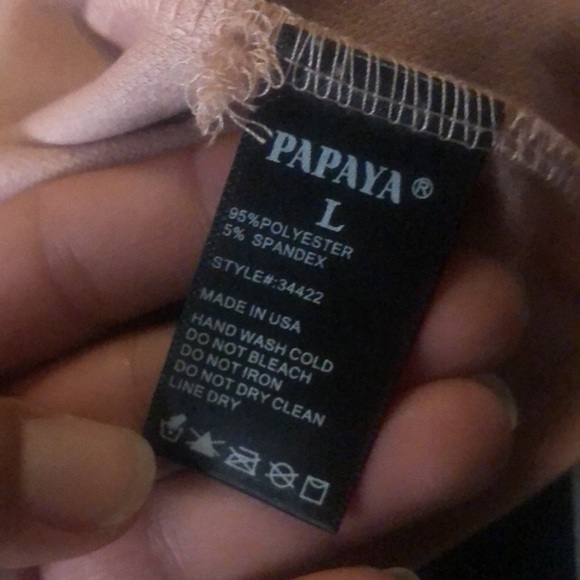 PAPAYA®
L
95%POLYESTER
5% SPANDEX
STYLE#:34422
MADE IN USA
HAND WASH COLD
DO NOT BLEACH
DO NOT IRON
DO NOT DRY CLEAN
LINE DRY